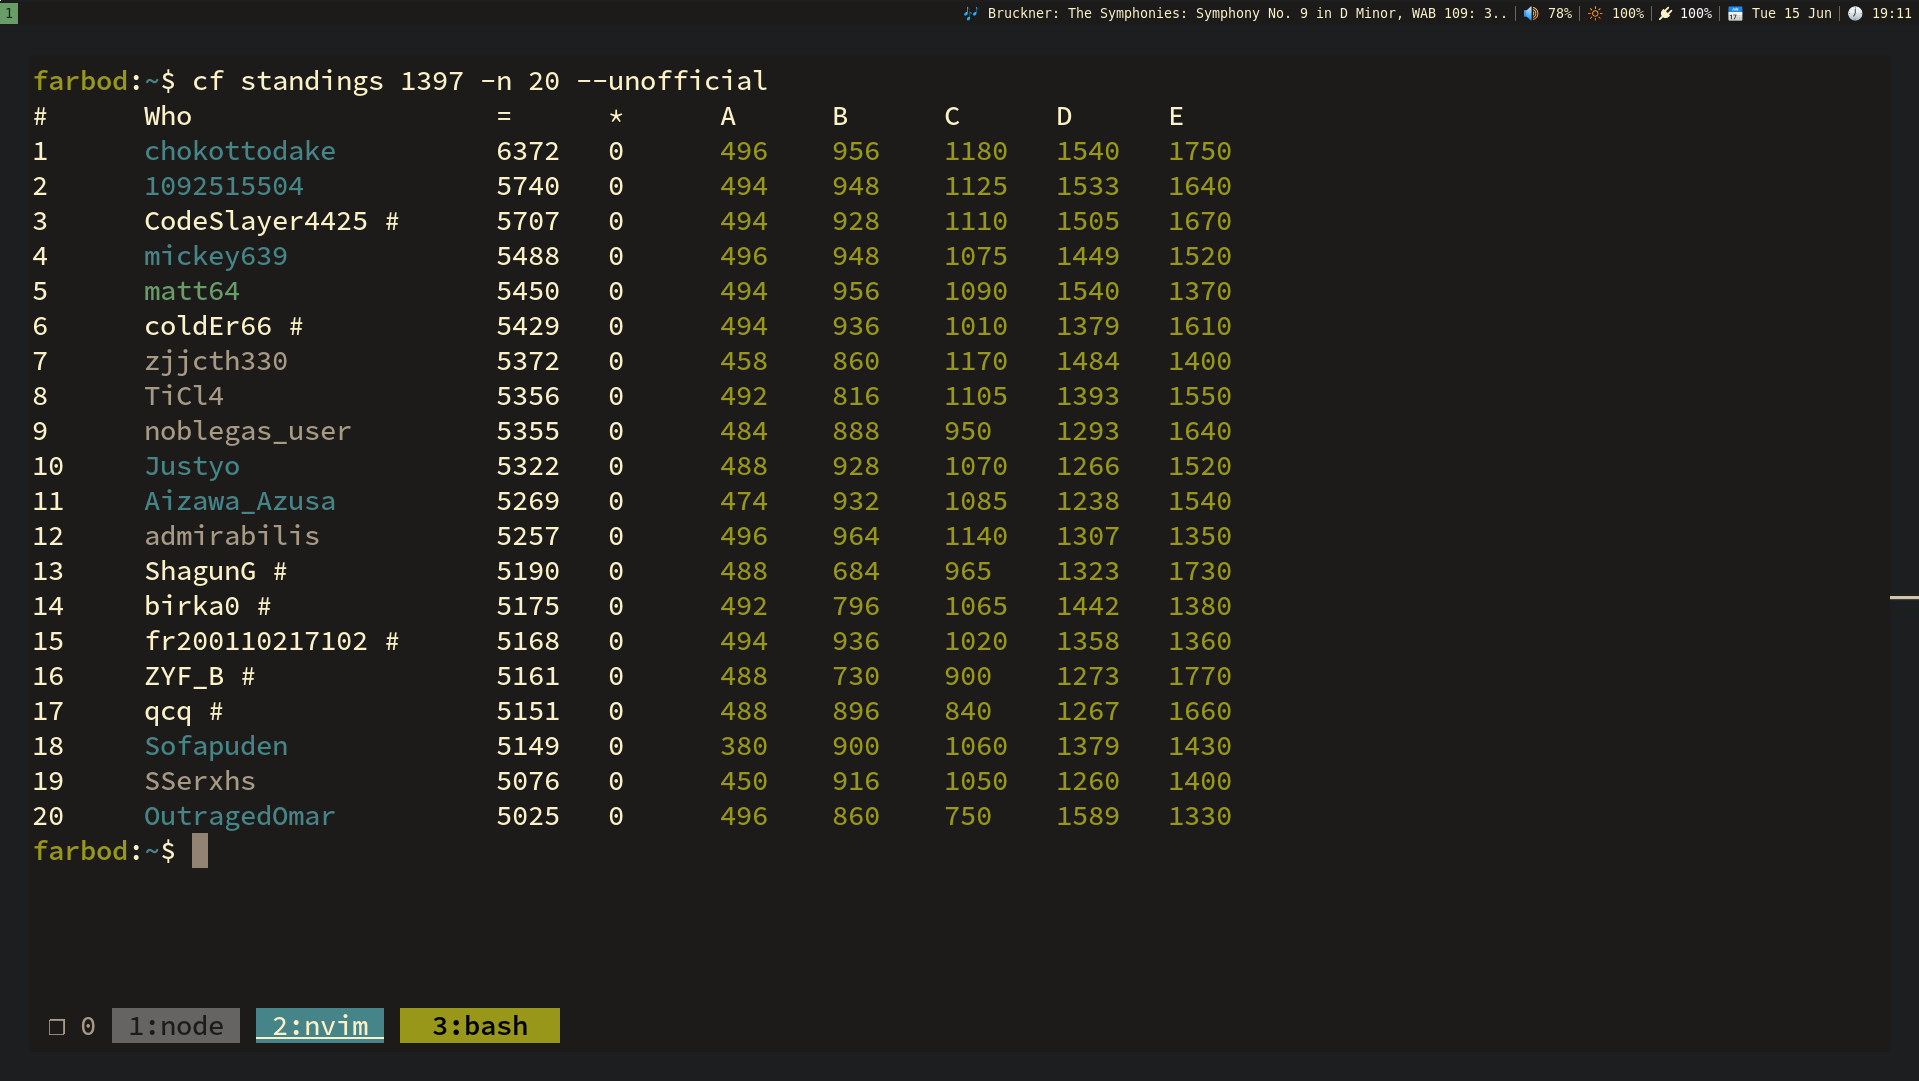 1 Bruckner: The Symphonies: Symphony No. 9 in D Minor, WAB 109: 3.. | 78% | 100% | 100% | Tue 15 Jun | 19:11
farbod:~$ cf standings 1397 -n 20 --unofficial
# Who = * A B C D E
1 chokottodake 6372 0 496 956 1180 1540 1750
2 1092515504 5740 0 494 948 1125 1533 1640
3 CodeSlayer4425 # 5707 0 494 928 1110 1505 1670
4 mickey639 5488 0 496 948 1075 1449 1520
5 matt64 5450 0 494 956 1090 1540 1370
6 coldEr66 # 5429 0 494 936 1010 1379 1610
7 zjjcth330 5372 0 458 860 1170 1484 1400
8 TiCl4 5356 0 492 816 1105 1393 1550
9 noblegas_user 5355 0 484 888 950 1293 1640
10 Justyo 5322 0 488 928 1070 1266 1520
11 Aizawa_Azusa 5269 0 474 932 1085 1238 1540
12 admirabilis 5257 0 496 964 1140 1307 1350
13 ShagunG # 5190 0 488 684 965 1323 1730
14 birka0 # 5175 0 492 796 1065 1442 1380
15 fr200110217102 # 5168 0 494 936 1020 1358 1360
16 ZYF_B # 5161 0 488 730 900 1273 1770
17 qcq # 5151 0 488 896 840 1267 1660
18 Sofapuden 5149 0 380 900 1060 1379 1430
19 SSerxhs 5076 0 450 916 1050 1260 1400
20 OutragedOmar 5025 0 496 860 750 1589 1330
farbod:~$
❐ 0 1:node 2:nvim 3:bash